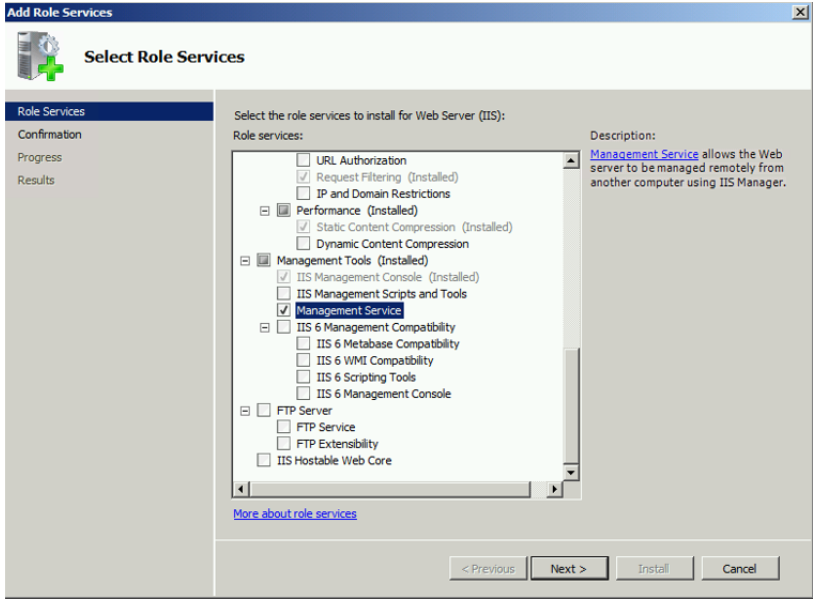 Add Role Services
Select Role Services
Role Services
Confirmation
Progress
Results
Select the role services to install for Web Server (IIS):
Role services:
URL Authorization
Request Filtering (Installed)
IP and Domain Restrictions
Performance (Installed)
Static Content Compression (Installed)
Dynamic Content Compression
Management Tools (Installed)
IIS Management Console (Installed)
IIS Management Scripts and Tools
Management Service
IIS 6 Management Compatibility
IIS 6 Metabase Compatibility
IIS 6 WMI Compatibility
IIS 6 Scripting Tools
IIS 6 Management Console
FTP Server
FTP Service
FTP Extensibility
IIS Hostable Web Core
More about role services
Description:
Management Service allows the Web
server to be managed remotely from
another computer using IIS Manager.
< Previous
Next >
Install
Cancel